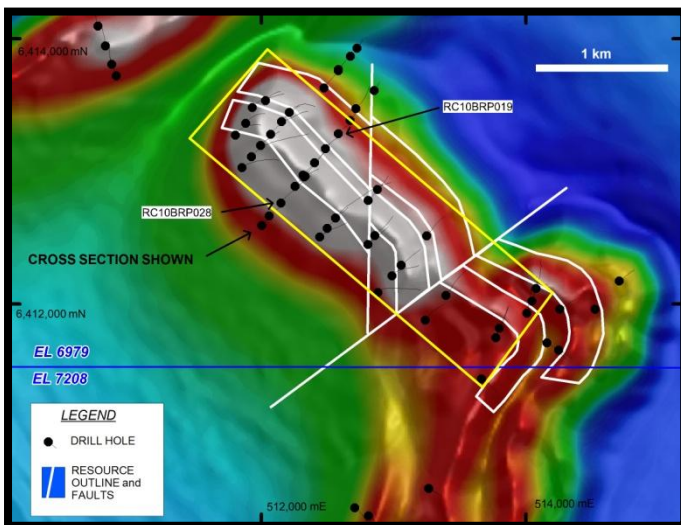 6,414,000 mN
1 km
RC10BRP019
RC10BRP028
CROSS SECTION SHOWN
6,412,000 mN
EL 6979
EL 7208
LEGEND
DRILL HOLE
RESOURCE
OUTLINE and
FAULTS
512,000 mE
514,000 mE